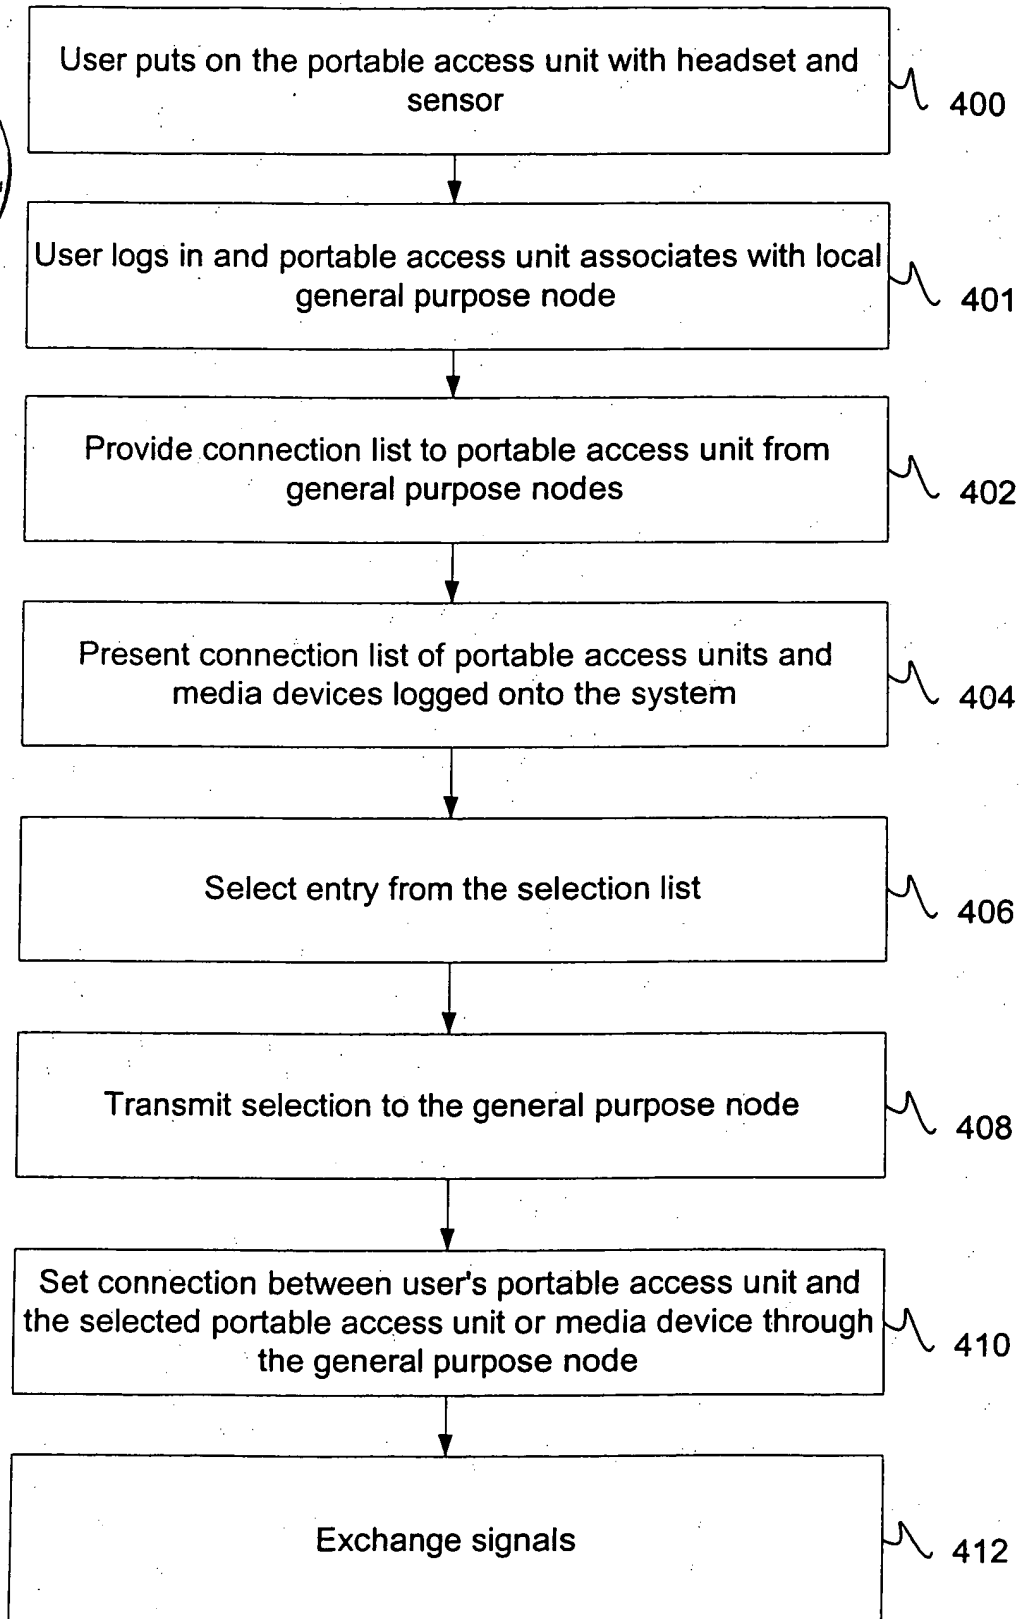 User puts on the portable access unit with headset and
sensor
400
User logs in and portable access unit associates with local
general purpose node
401
Provide connection list to portable access unit from
general purpose nodes
402
Present connection list of portable access units and
media devices logged onto the system
404
Select entry from the selection list
406
Transmit selection to the general purpose node
408
Set connection between user's portable access unit and
the selected portable access unit or media device through
the general purpose node
410
Exchange signals
412